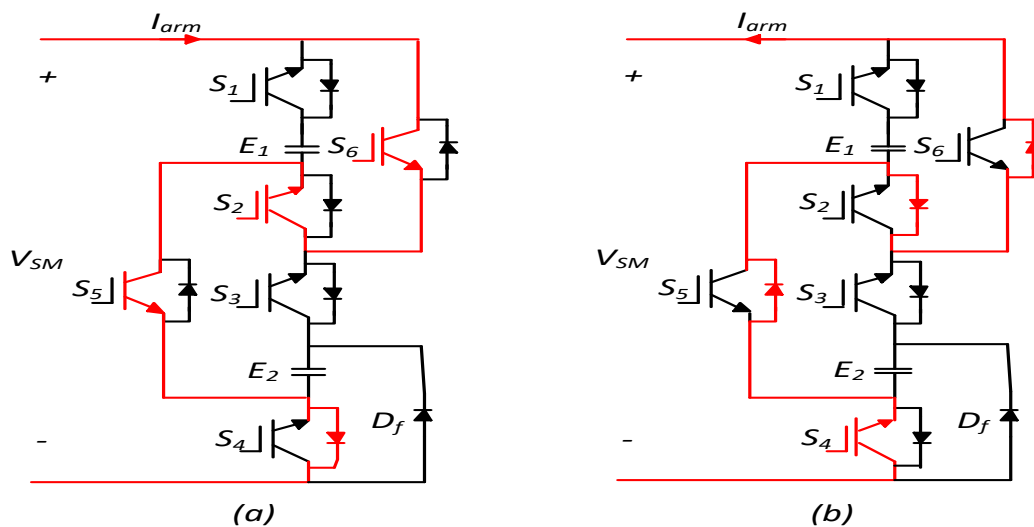 I_arm
+
S_1
E_1
S_6
S_2
V_SM
S_5
S_3
E_2
S_4
D_f
-
(a)
I_arm
+
S_1
E_1
S_6
S_2
V_SM
S_5
S_3
E_2
S_4
D_f
-
(b)